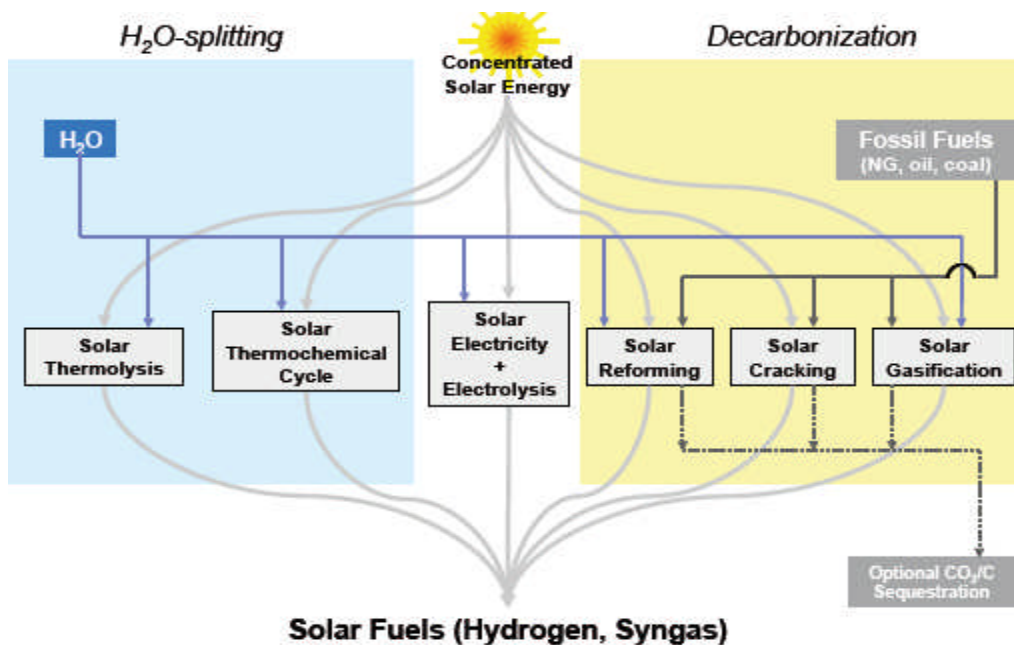 H₂O-splitting
Concentrated
Solar Energy
Decarbonization
H₂O
Fossil Fuels
(NG, oil, coal)
Solar
Thermolysis
Solar
Thermochemical
Cycle
Solar
Electricity
+
Electrolysis
Solar
Reforming
Solar
Cracking
Solar
Gasification
Optional CO₂/C
Sequestration
Solar Fuels (Hydrogen, Syngas)